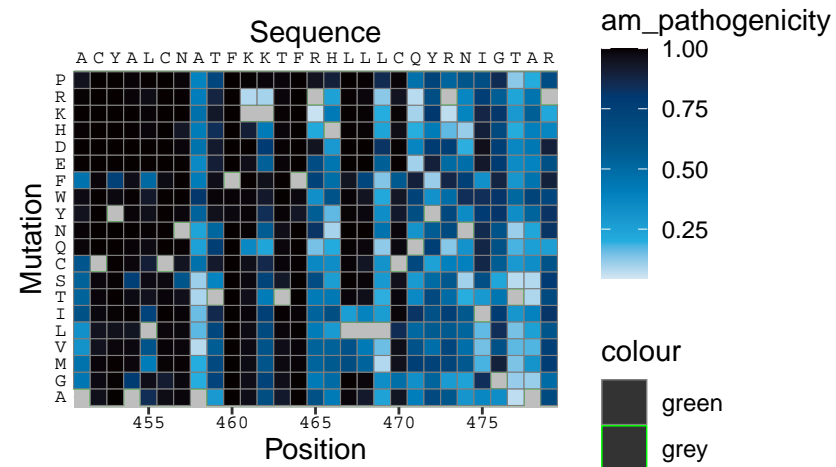 Sequence
A C Y A L C N A T F K K T F R H L L L C Q Y R N I G T A R
P
R
K
H
D
E
F
W
Y
N
Q
C
S
T
I
L
V
M
G
A
Mutation
455 460 465 470 475
Position
am_pathogenicity
1.00
0.75
0.50
0.25
colour
green
grey